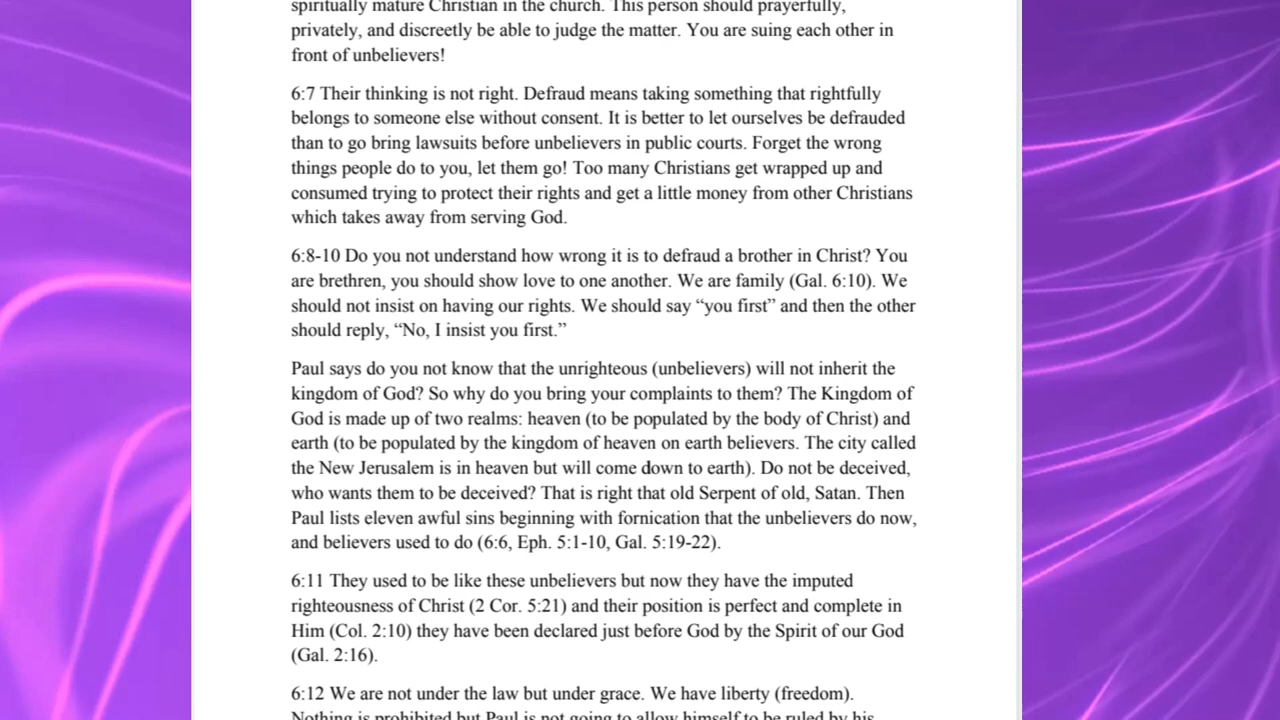 spiritually mature Christian in the church. This person should prayerfully,
privately, and discreetly be able to judge the matter. You are suing each other in
front of unbelievers!
6:7 Their thinking is not right. Defraud means taking something that rightfully
belongs to someone else without consent. It is better to let ourselves be defrauded
than to go bring lawsuits before unbelievers in public courts. Forget the wrong
things people do to you, let them go! Too many Christians get wrapped up and
consumed trying to protect their rights and get a little money from other Christians
which takes away from serving God.
6:8-10 Do you not understand how wrong it is to defraud a brother in Christ? You
are brethren, you should show love to one another. We are family (Gal. 6:10). We
should not insist on having our rights. We should say “you first” and then the other
should reply, “No, I insist you first.”
Paul says do you not know that the unrighteous (unbelievers) will not inherit the
kingdom of God? So why do you bring your complaints to them? The Kingdom of
God is made up of two realms: heaven (to be populated by the body of Christ) and
earth (to be populated by the kingdom of heaven on earth believers. The city called
the New Jerusalem is in heaven but will come down to earth). Do not be deceived,
who wants them to be deceived? That is right that old Serpent of old, Satan. Then
Paul lists eleven awful sins beginning with fornication that the unbelievers do now,
and believers used to do (6:6, Eph. 5:1-10, Gal. 5:19-22).
6:11 They used to be like these unbelievers but now they have the imputed
righteousness of Christ (2 Cor. 5:21) and their position is perfect and complete in
Him (Col. 2:10) they have been declared just before God by the Spirit of our God
(Gal. 2:16).
6:12 We are not under the law but under grace. We have liberty (freedom).
Nothing is prohibited but Paul is not going to allow himself to be ruled by his